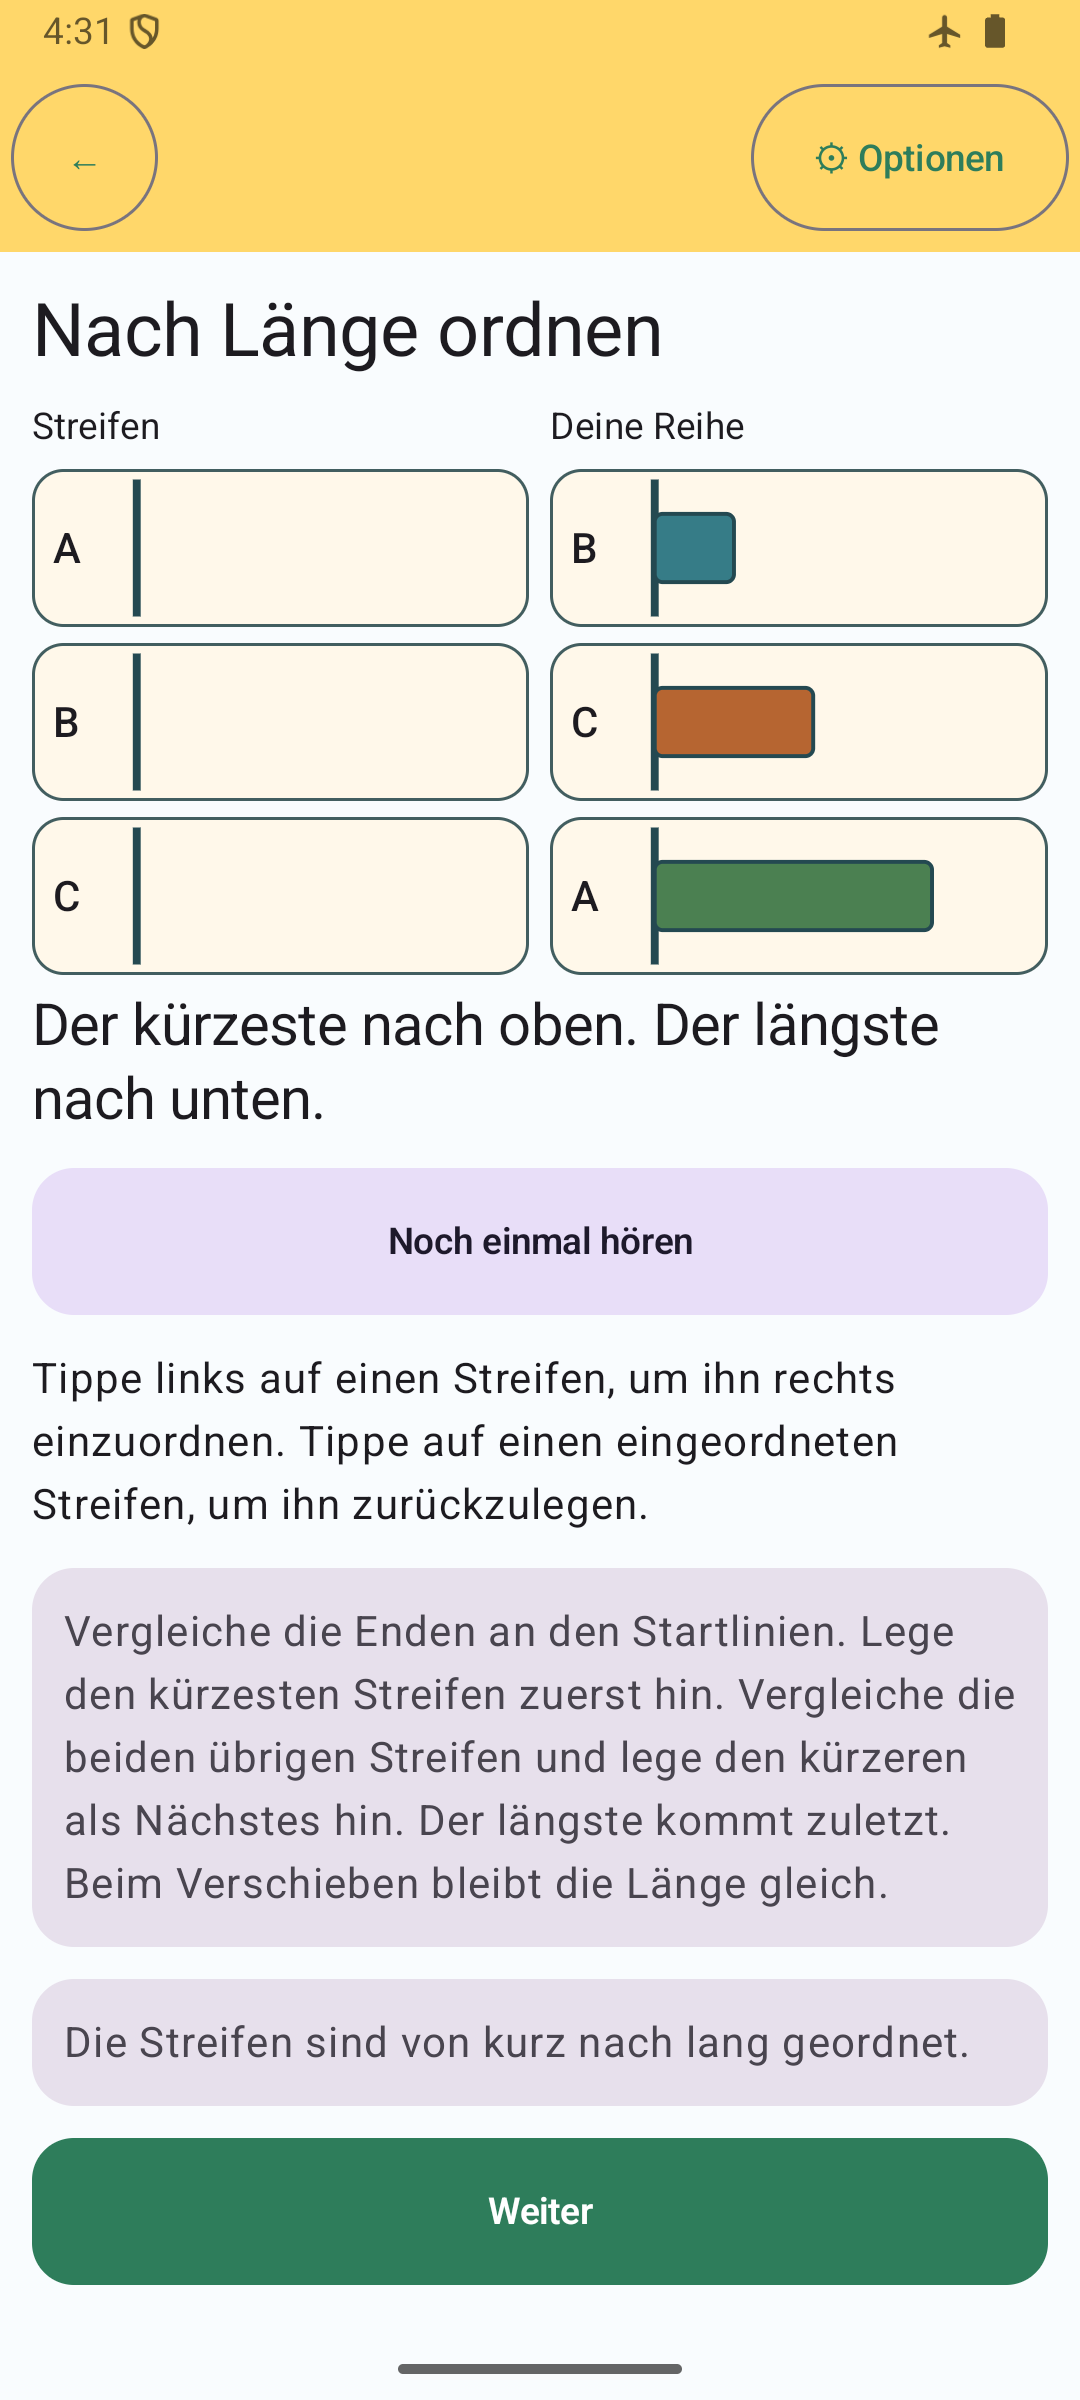 4:31
← ⚙ Optionen
Nach Länge ordnen
Streifen
Deine Reihe
A
B
B
C
C
A
Der kürzeste nach oben. Der längste
nach unten.
Noch einmal hören
Tippe links auf einen Streifen, um ihn rechts
einzuordnen. Tippe auf einen eingeordneten
Streifen, um ihn zurückzulegen.
Vergleiche die Enden an den Startlinien. Lege
den kürzesten Streifen zuerst hin. Vergleiche die
beiden übrigen Streifen und lege den kürzeren
als Nächstes hin. Der längste kommt zuletzt.
Beim Verschieben bleibt die Länge gleich.
Die Streifen sind von kurz nach lang geordnet.
Weiter